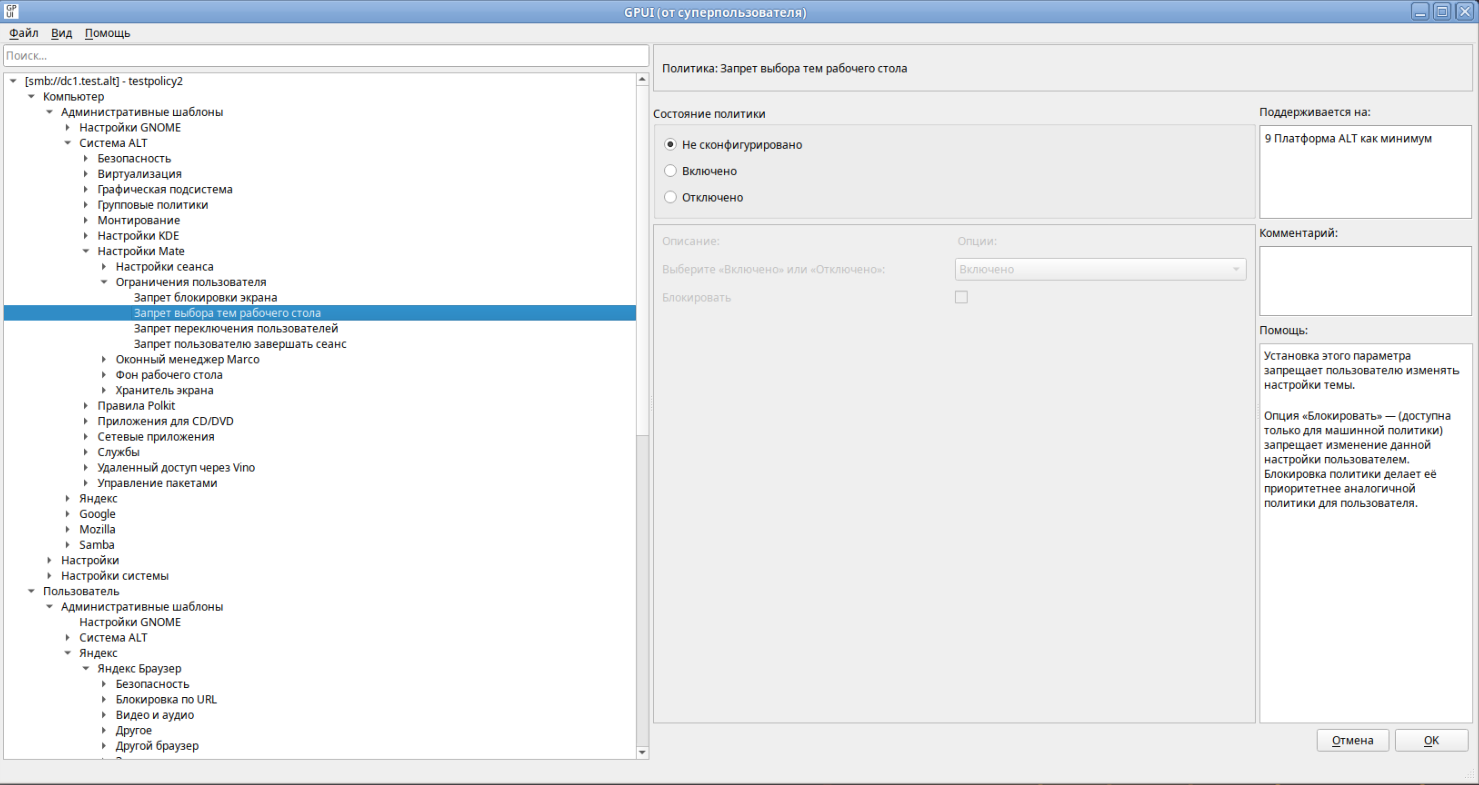 GP
UI
GPUI (от суперпользователя)
Файл Вид Помощь
Поиск...
[smb://dc1.test.alt] - testpolicy2
Компьютер
Административные шаблоны
Настройки GNOME
Система ALT
Безопасность
Виртуализация
Графическая подсистема
Групповые политики
Монтирование
Настройки KDE
Настройки Mate
Настройки сеанса
Ограничения пользователя
Запрет блокировки экрана
Запрет выбора тем рабочего стола
Запрет переключения пользователей
Запрет пользователю завершать сеанс
Оконный менеджер Marco
Фон рабочего стола
Хранитель экрана
Правила Polkit
Приложения для CD/DVD
Сетевые приложения
Службы
Удаленный доступ через Vino
Управление пакетами
Яндекс
Google
Mozilla
Samba
Настройки
Настройки системы
Пользователь
Административные шаблоны
Настройки GNOME
Система ALT
Яндекс
Яндекс Браузер
Безопасность
Блокировка по URL
Видео и аудио
Другое
Другой браузер
Политика: Запрет выбора тем рабочего стола
Состояние политики
Не сконфигурировано
Включено
Отключено
Описание: Опции:
Выберите «Включено» или «Отключено»: Включено
Блокировать
Поддерживается на:
9 Платформа ALT как минимум
Комментарий:
Помощь:
Установка этого параметра
запрещает пользователю изменять
настройки темы.
Опция «Блокировать» — (доступна
только для машинной политики)
запрещает изменение данной
настройки пользователем.
Блокировка политики делает её
приоритетнее аналогичной
политики для пользователя.
Отмена OK